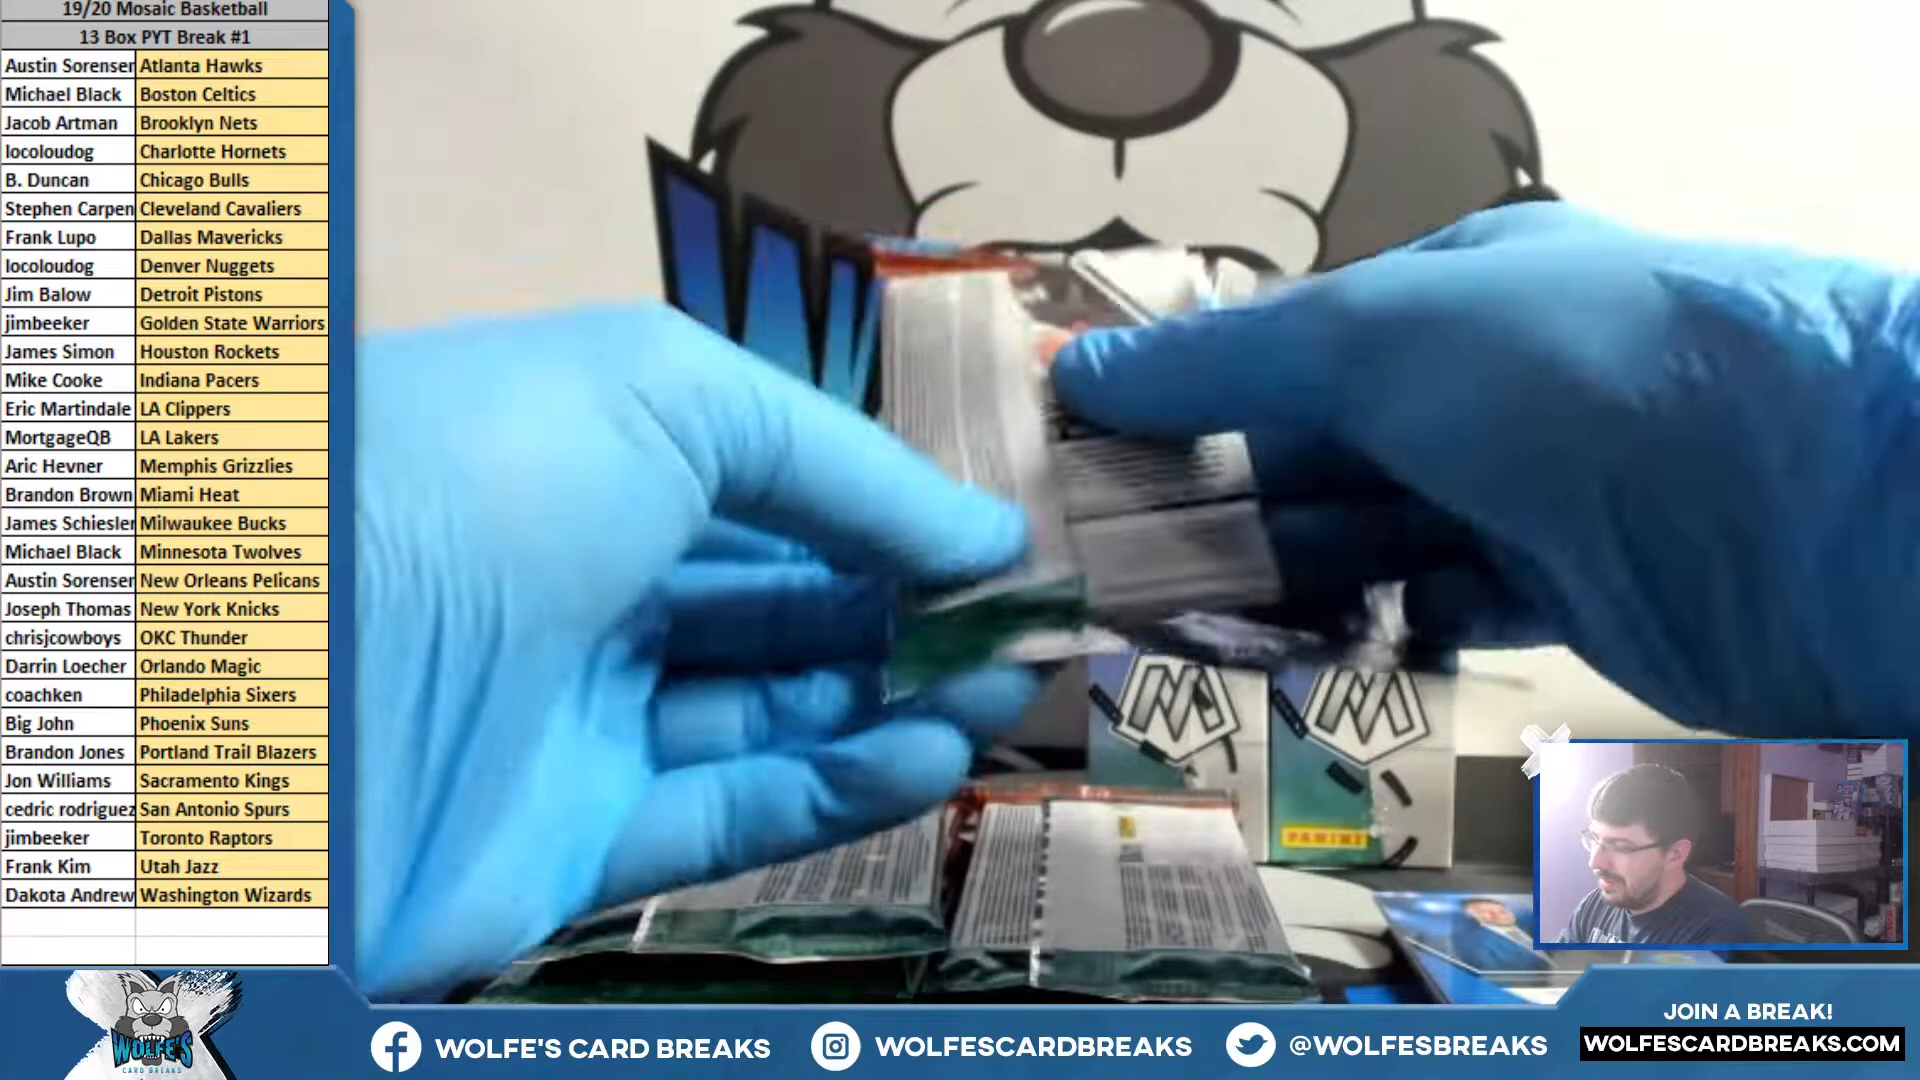 19/20 Mosaic Basketball
13 Box PYT Break #1
Austin Sorenser Atlanta Hawks
Michael Black Boston Celtics
Jacob Artman Brooklyn Nets
locoloudog Charlotte Hornets
B. Duncan Chicago Bulls
Stephen Carpen Cleveland Cavaliers
Frank Lupo Dallas Mavericks
locoloudog Denver Nuggets
Jim Balow Detroit Pistons
jimbeeker Golden State Warriors
James Simon Houston Rockets
Mike Cooke Indiana Pacers
Eric Martindale LA Clippers
MortgageQB LA Lakers
Aric Hevner Memphis Grizzlies
Brandon Brown Miami Heat
James Schiesler Milwaukee Bucks
Michael Black Minnesota Twolves
Austin Sorenser New Orleans Pelicans
Joseph Thomas New York Knicks
chrisjcowboys OKC Thunder
Darrin Loecher Orlando Magic
coachken Philadelphia Sixers
Big John Phoenix Suns
Brandon Jones Portland Trail Blazers
Jon Williams Sacramento Kings
cedric rodriguez San Antonio Spurs
jimbeeker Toronto Raptors
Frank Kim Utah Jazz
Dakota Andrew Washington Wizards
W
M M
PANINI
WOLFE'S
CARD BREAKS
WOLFE'S CARD BREAKS
WOLFESCARDBREAKS
@WOLFESBREAKS
JOIN A BREAK!
WOLFESCARDBREAKS.COM